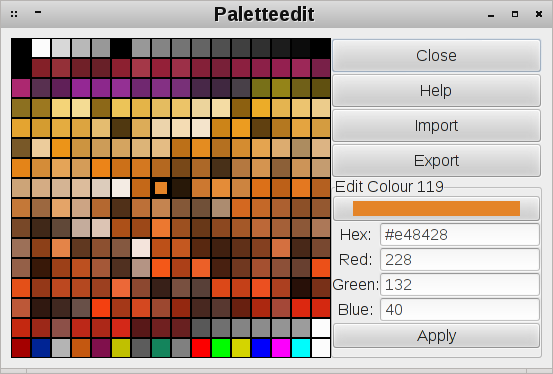 Paletteedit
Close
Help
Import
Export
Edit Colour 119
Hex: #e48428
Red: 228
Green: 132
Blue: 40
Apply